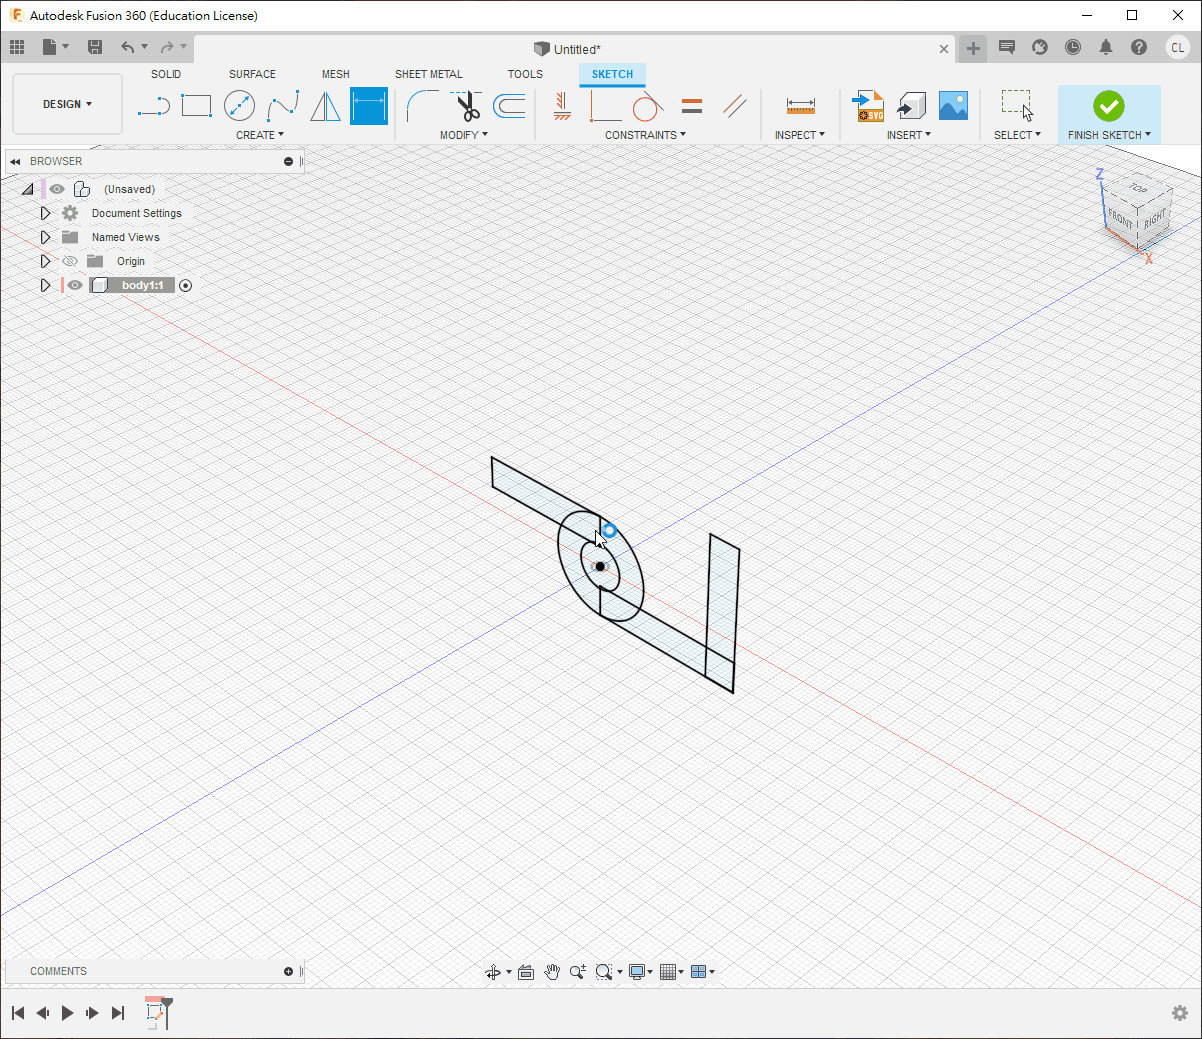 Autodesk Fusion 360 (Education License)
Untitled*
CL
DESIGN
SOLID SURFACE MESH SHEET METAL TOOLS SKETCH
CREATE MODIFY CONSTRAINTS INSPECT INSERT SELECT FINISH SKETCH
SVG
BROWSER
(Unsaved)
Document Settings
Named Views
Origin
body1:1
Z
TOP
FRONT RIGHT
X
COMMENTS